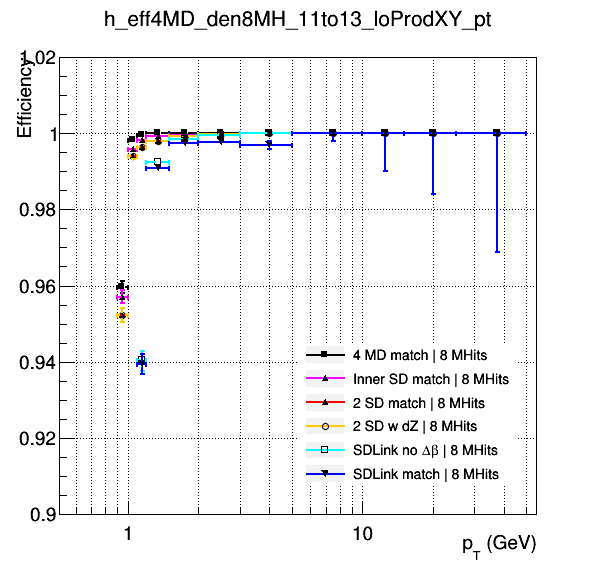 h_eff4MD_den8MH_11to13_loProdXY_pt
Efficiency
1.02
1
0.98
0.96
0.94
0.92
0.9
4 MD match | 8 MHits
Inner SD match | 8 MHits
2 SD match | 8 MHits
2 SD w dZ | 8 MHits
SDLink no Δβ | 8 MHits
SDLink match | 8 MHits
1
10
p_T (GeV)